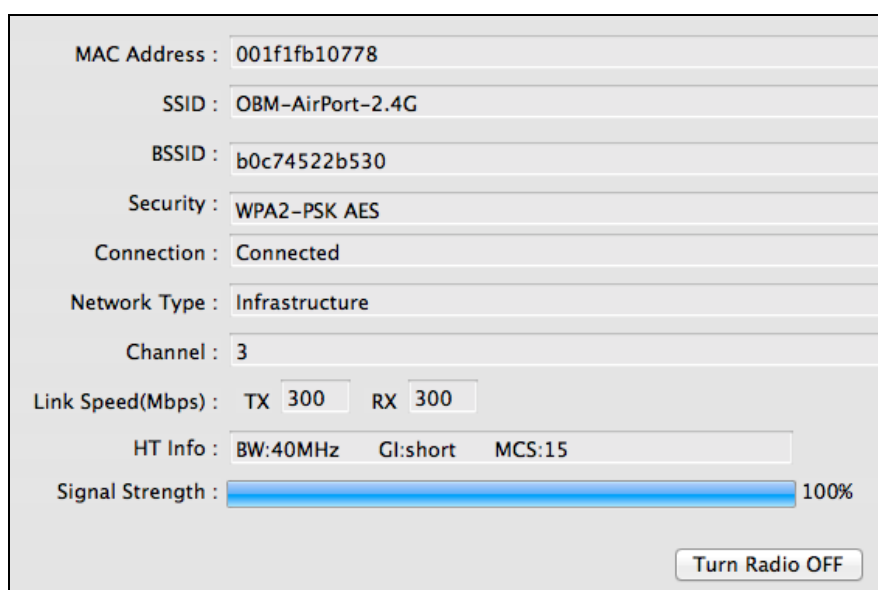 MAC Address : 001f1fb10778
SSID : OBM-AirPort-2.4G
BSSID : b0c74522b530
Security : WPA2-PSK AES
Connection : Connected
Network Type : Infrastructure
Channel : 3
Link Speed(Mbps) : TX 300 RX 300
HT Info : BW:40MHz GI:short MCS:15
Signal Strength : 100%
Turn Radio OFF